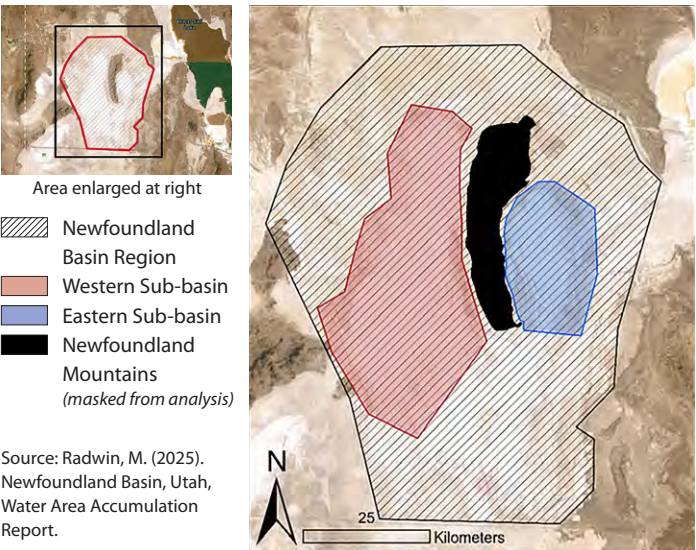 Area enlarged at right
Newfoundland
Basin Region
Western Sub-basin
Eastern Sub-basin
Newfoundland
Mountains
(masked from analysis)
Source: Radwin, M. (2025).
Newfoundland Basin, Utah,
Water Area Accumulation
Report.
N
25
Kilometers